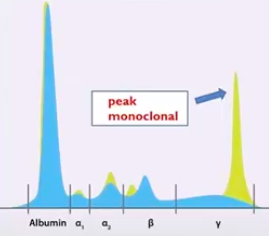 peak
monoclonal
Albumin α₁ α₂ β γ